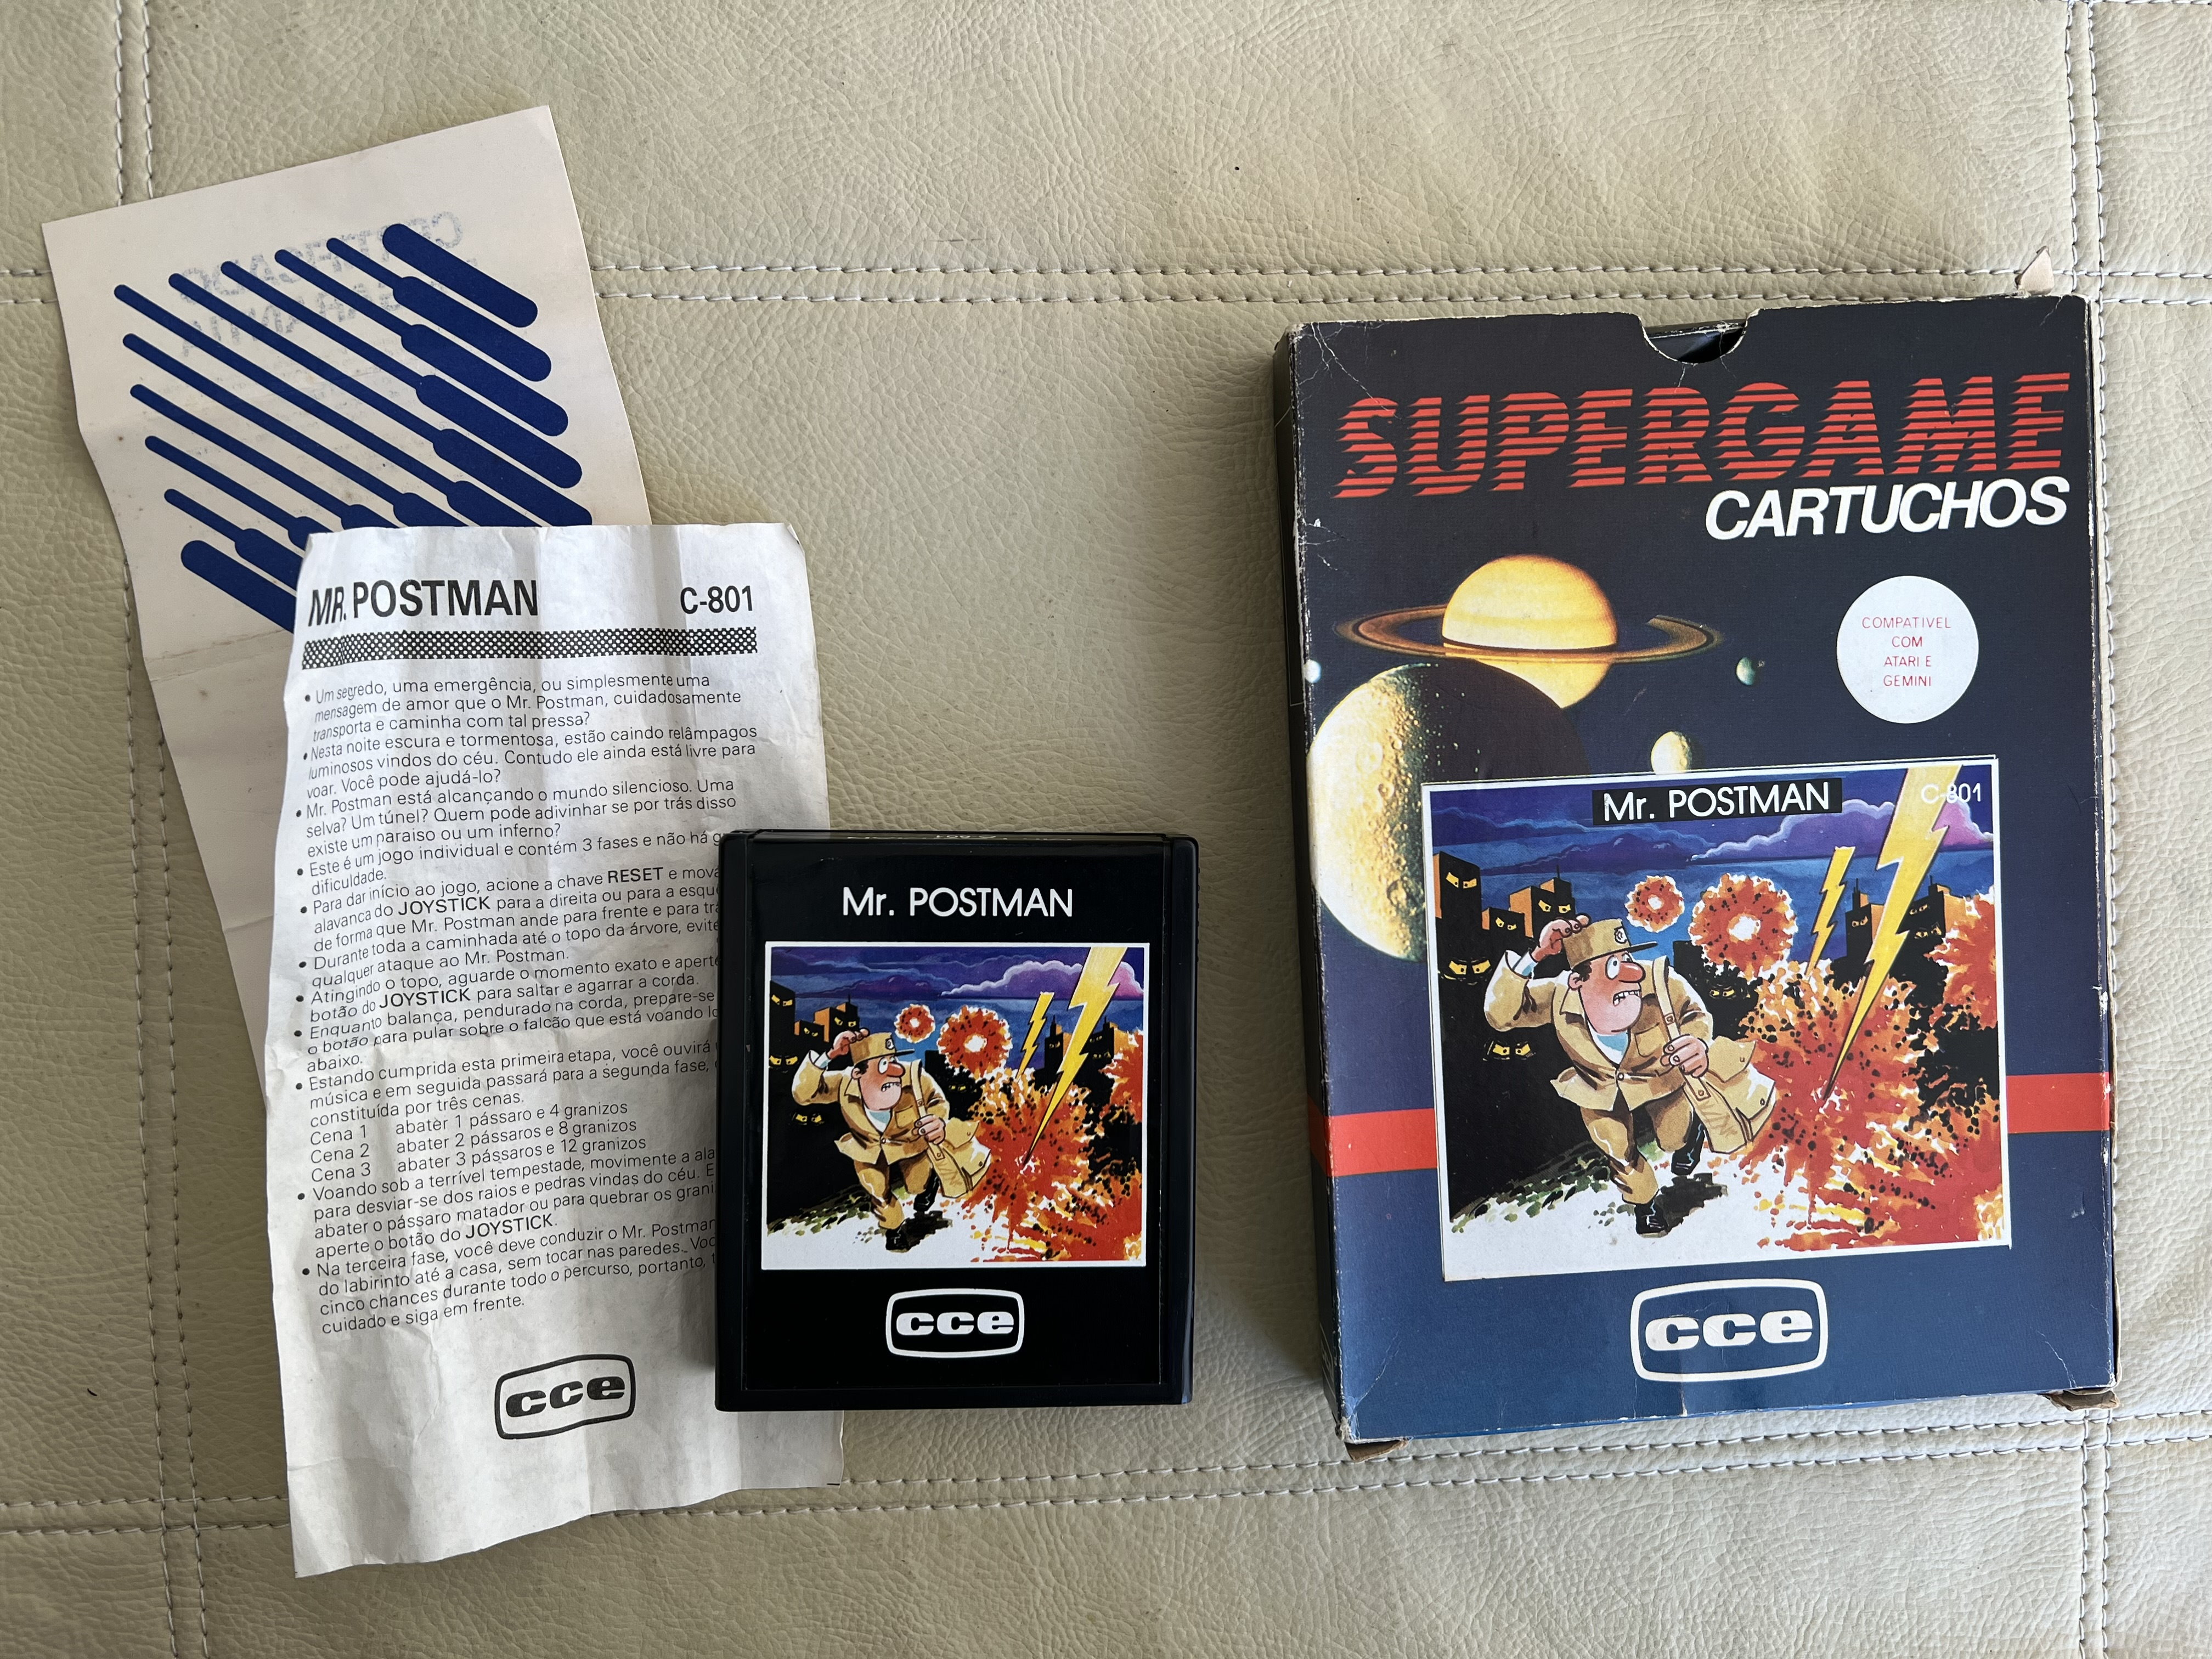 MR. POSTMAN C-801
• Um segredo, uma emergência, ou simplesmente uma
mensagem de amor que o Mr. Postman, cuidadosamente
transporta e caminha com tal pressa?
• Nesta noite escura e tormentosa, estão caindo relâmpagos
luminosos vindos do céu. Contudo ele ainda está livre para
voar. Você pode ajudá-lo?
• Mr. Postman está alcançando o mundo silencioso. Uma
selva? Um túnel? Quem pode adivinhar se por trás disso
existe um paraiso ou um inferno?
• Este é um jogo individual e contém 3 fases e não há
dificuldade.
• Para dar início ao jogo, acione a chave RESET e mova
alavanca do JOYSTICK para a direita ou para a
de forma que Mr. Postman ande para frente e para
• Durante toda a caminhada até o topo da árvore, evite
qualquer ataque ao Mr. Postman.
• Atingindo o topo, aguarde o momento exato e aperte
botão do JOYSTICK para saltar e agarrar a corda.
• Enquanto balança, pendurado na corda, prepare-se
o botão para pular sobre o falcão que está voando
abaixo.
• Estando cumprida esta primeira etapa, você ouvirá
música e em seguida passará para a segunda fase,
constituída por três cenas.
Cena 1 abater 1 pássaro e 4 granizos
Cena 2 abater 2 pássaros e 8 granizos
Cena 3 abater 3 pássaros e 12 granizos
• Voando sob a terrível tempestade, movimente a
para desviar-se dos raios e pedras vindas do céu.
abater o pássaro matador ou para quebrar os
aperte o botão do JOYSTICK.
• Na terceira fase, você deve conduzir o Mr. Postman
do labirinto até a casa, sem tocar nas paredes.
cinco chances durante todo o percurso, portanto,
cuidado e siga em frente.
cce
Mr. POSTMAN
cce
SUPERGAME
CARTUCHOS
COMPATIVEL
COM
ATARI E
GEMINI
Mr. POSTMAN
C-801
cce